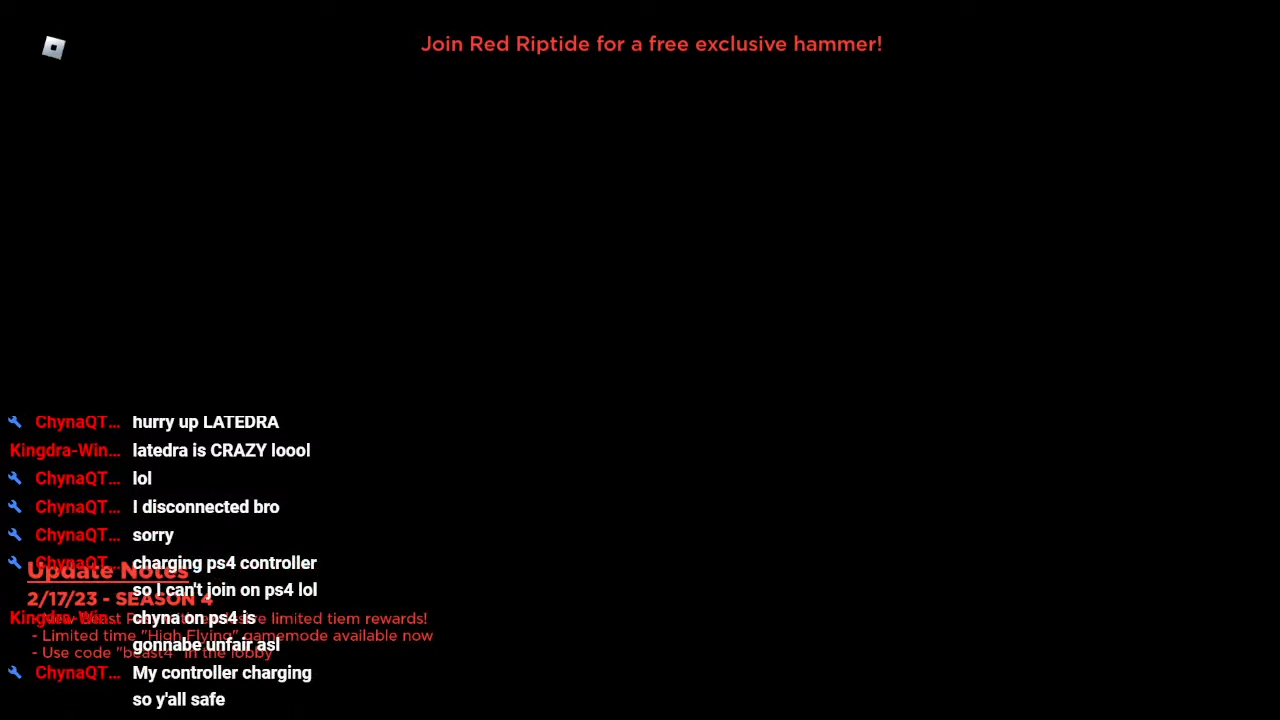 Join Red Riptide for a free exclusive hammer!
ChynaQT... hurry up LATEDRA
Kingdra-Win... latedra is CRAZY loool
ChynaQT... lol
ChynaQT... I disconnected bro
ChynaQT... sorry
ChynaQT... charging ps4 controller
so I can't join on ps4 lol
Update Notes
2/17/23 - SEASON 4
Kingdra-Win... chyna on ps4 is
gonnabe unfair asl
limited tiem rewards!
- Limited time "High Flying" gamemode available now
- Use code "beast4" in the lobby
ChynaQT... My controller charging
so y'all safe